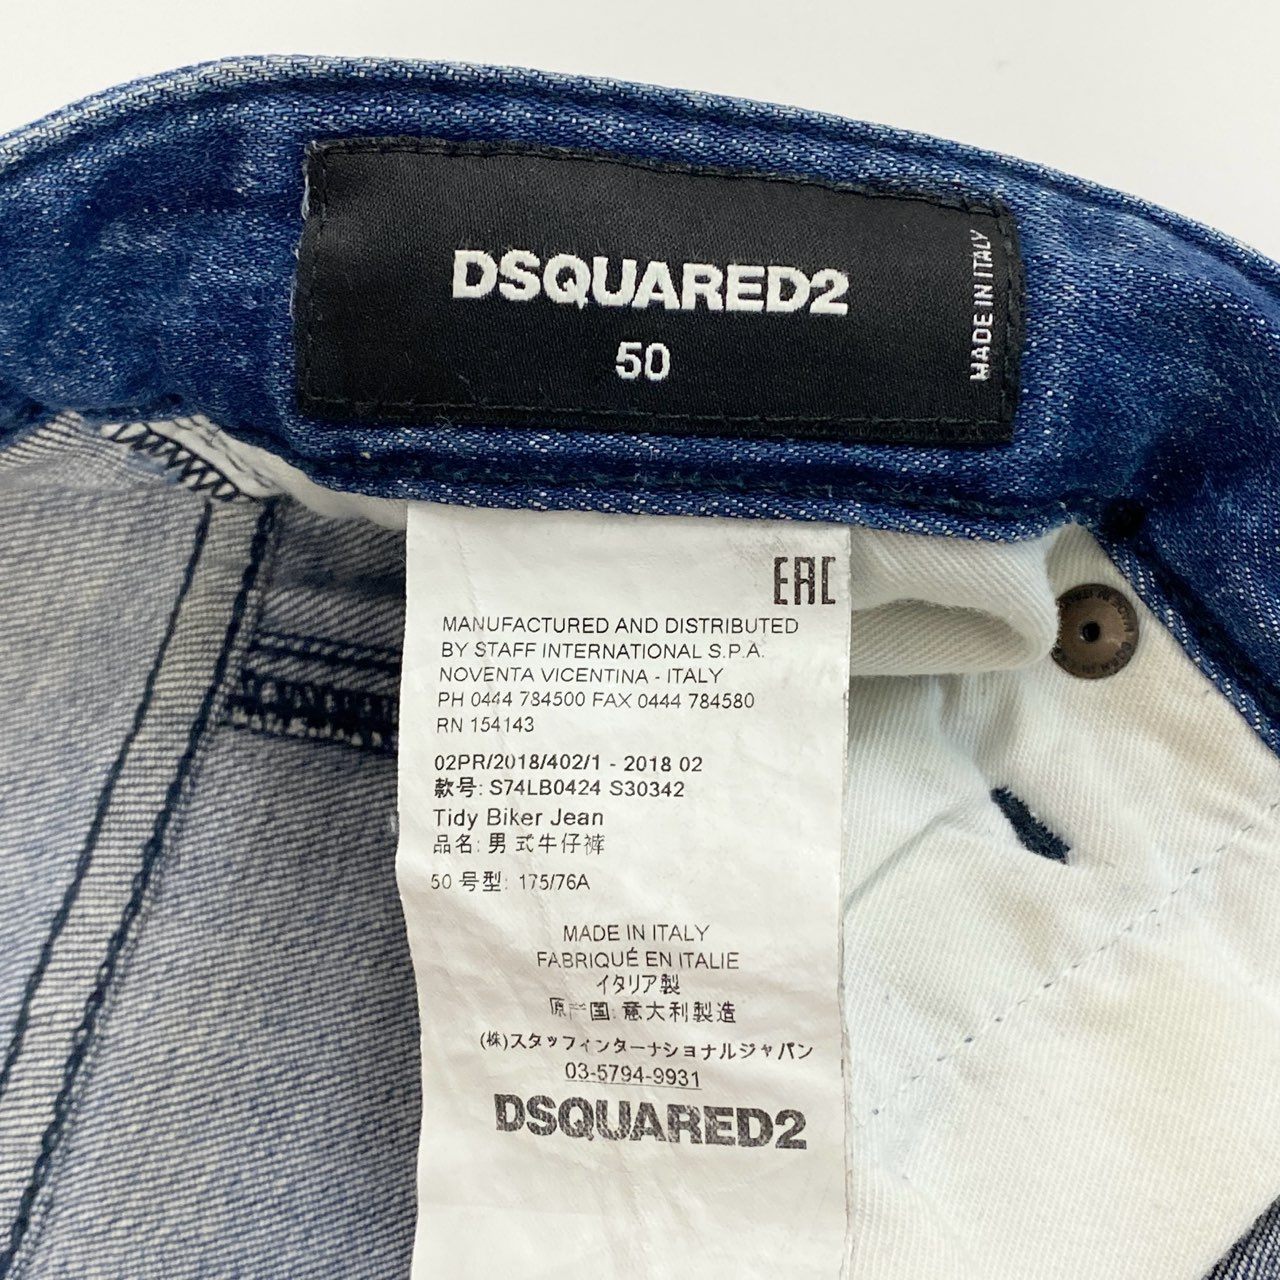 DSQUARED2
50
MADE IN ITALY
EAC
MANUFACTURED AND DISTRIBUTED
BY STAFF INTERNATIONAL S.P.A.
NOVENTA VICENTINA - ITALY
PH 0444 784500 FAX 0444 784580
RN 154143
02PR/2018/402/1 - 2018 02
款号: S74LB0424 S30342
Tidy Biker Jean
品名: 男式牛仔裤
50 号型: 175/76A
MADE IN ITALY
FABRIQUÉ EN ITALIE
イタリア製
原产国: 意大利製造
(株)スタッフインターナショナルジャパン
03-5794-9931
DSQUARED2